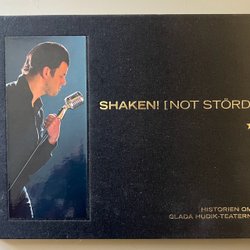 SHAKEN! [NOT STÖRD
HISTORIEN OM
GLADA HUDIK-TEATERN